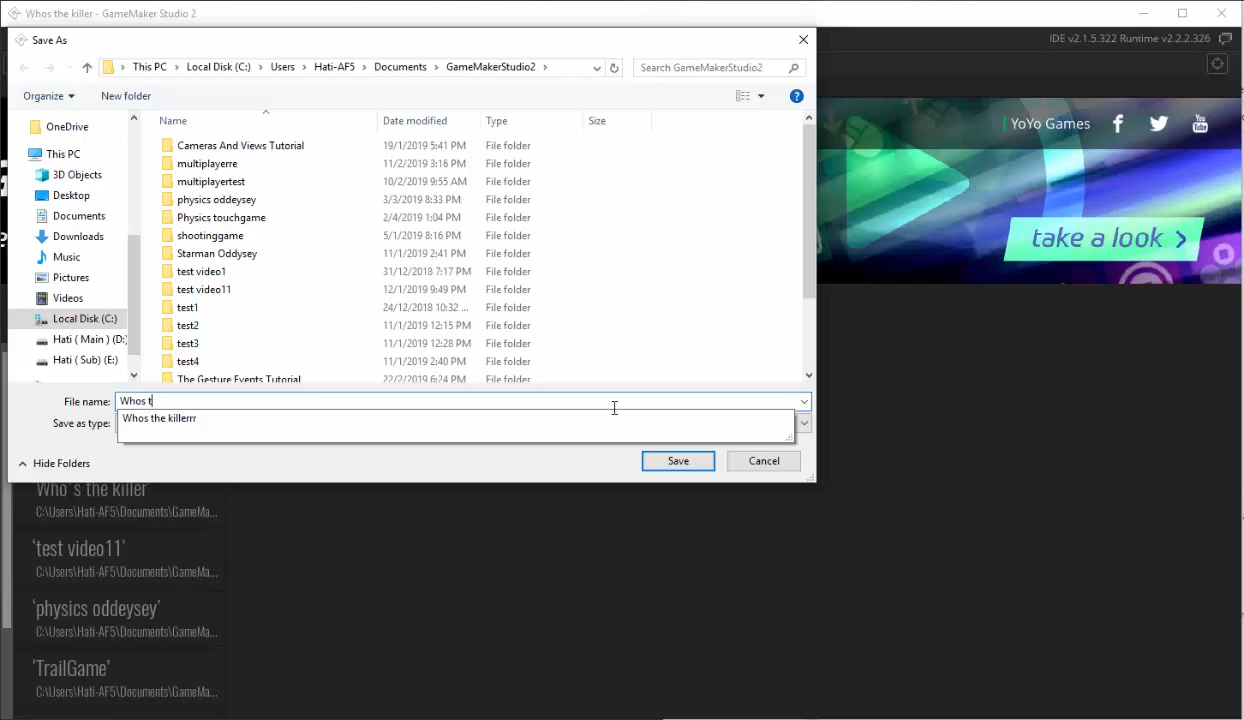 Whos the killer - GameMaker Studio 2
Save As
IDE v2.1.5.322 Runtime v2.2.2.326
This PC > Local Disk (C:) > Users > Hati-AF5 > Documents > GameMakerStudio2 >
Search GameMakerStudio2
Organize
New folder
Name
Date modified
Type
Size
OneDrive
This PC
3D Objects
Desktop
Documents
Downloads
Music
Pictures
Videos
Local Disk (C:)
Hati ( Main ) (D:)
Hati ( Sub) (E:)
Cameras And Views Tutorial 19/1/2019 5:41 PM File folder
multiplayerre 11/2/2019 3:16 PM File folder
multiplayertest 10/2/2019 9:55 AM File folder
physics oddeysey 3/3/2019 8:33 PM File folder
Physics touchgame 2/4/2019 1:04 PM File folder
shootinggame 5/1/2019 8:16 PM File folder
Starman Oddysey 11/1/2019 2:41 PM File folder
test video1 31/12/2018 7:17 PM File folder
test video11 12/1/2019 9:49 PM File folder
test1 24/12/2018 10:32 ... File folder
test2 11/1/2019 12:15 PM File folder
test3 11/1/2019 12:28 PM File folder
test4 11/1/2019 2:40 PM File folder
The Gesture Events Tutorial 22/2/2019 6:24 PM File folder
File name: Whos t
Whos the killerrr
Save as type:
Hide Folders
Save
Cancel
YoYo Games
You
Tube
take a look >
'Who's the killer'
C:\Users\Hati-AF5\Documents\GameMa...
'test video11'
C:\Users\Hati-AF5\Documents\GameMa...
'physics oddeysey'
C:\Users\Hati-AF5\Documents\GameMa...
'TrailGame'
C:\Users\Hati-AF5\Documents\GameMa...